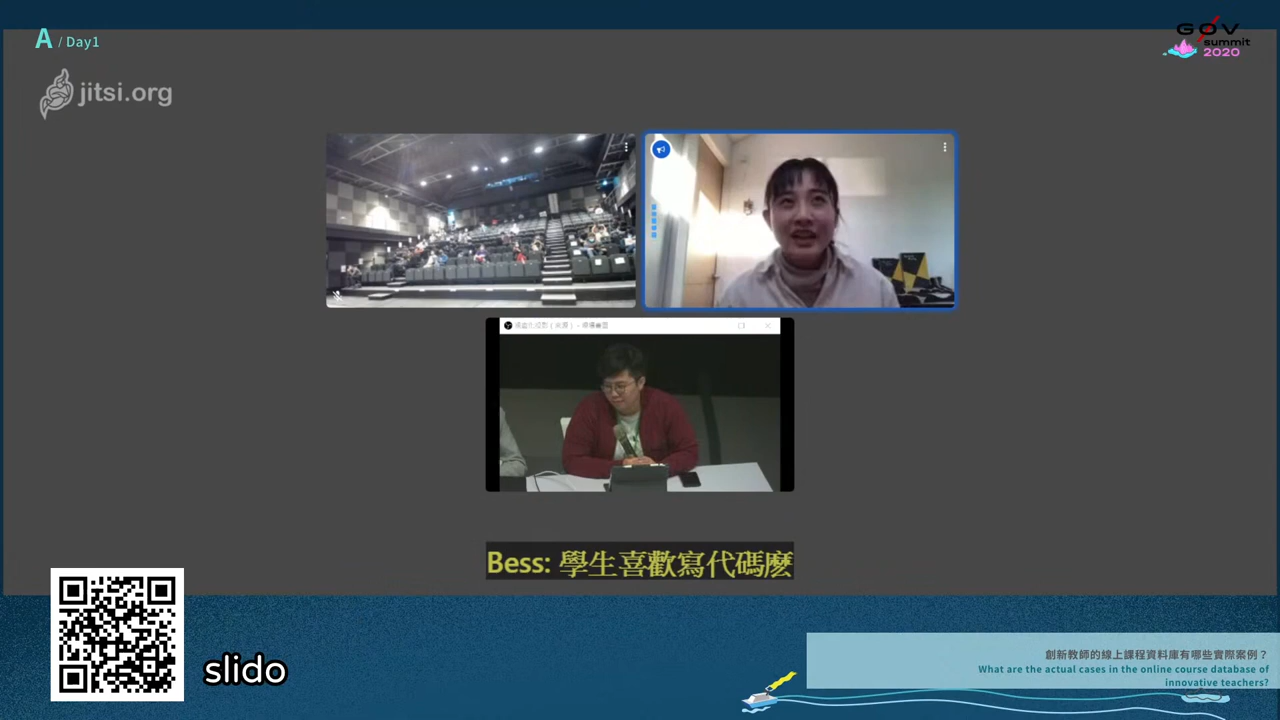 A / Day1
G0V
summit
2020
jitsi.org
Bess: 學生喜歡寫代碼麼
slido
創新教師的線上課程資料庫有哪些實際案例？
What are the actual cases in the online course database of
innovative teachers?